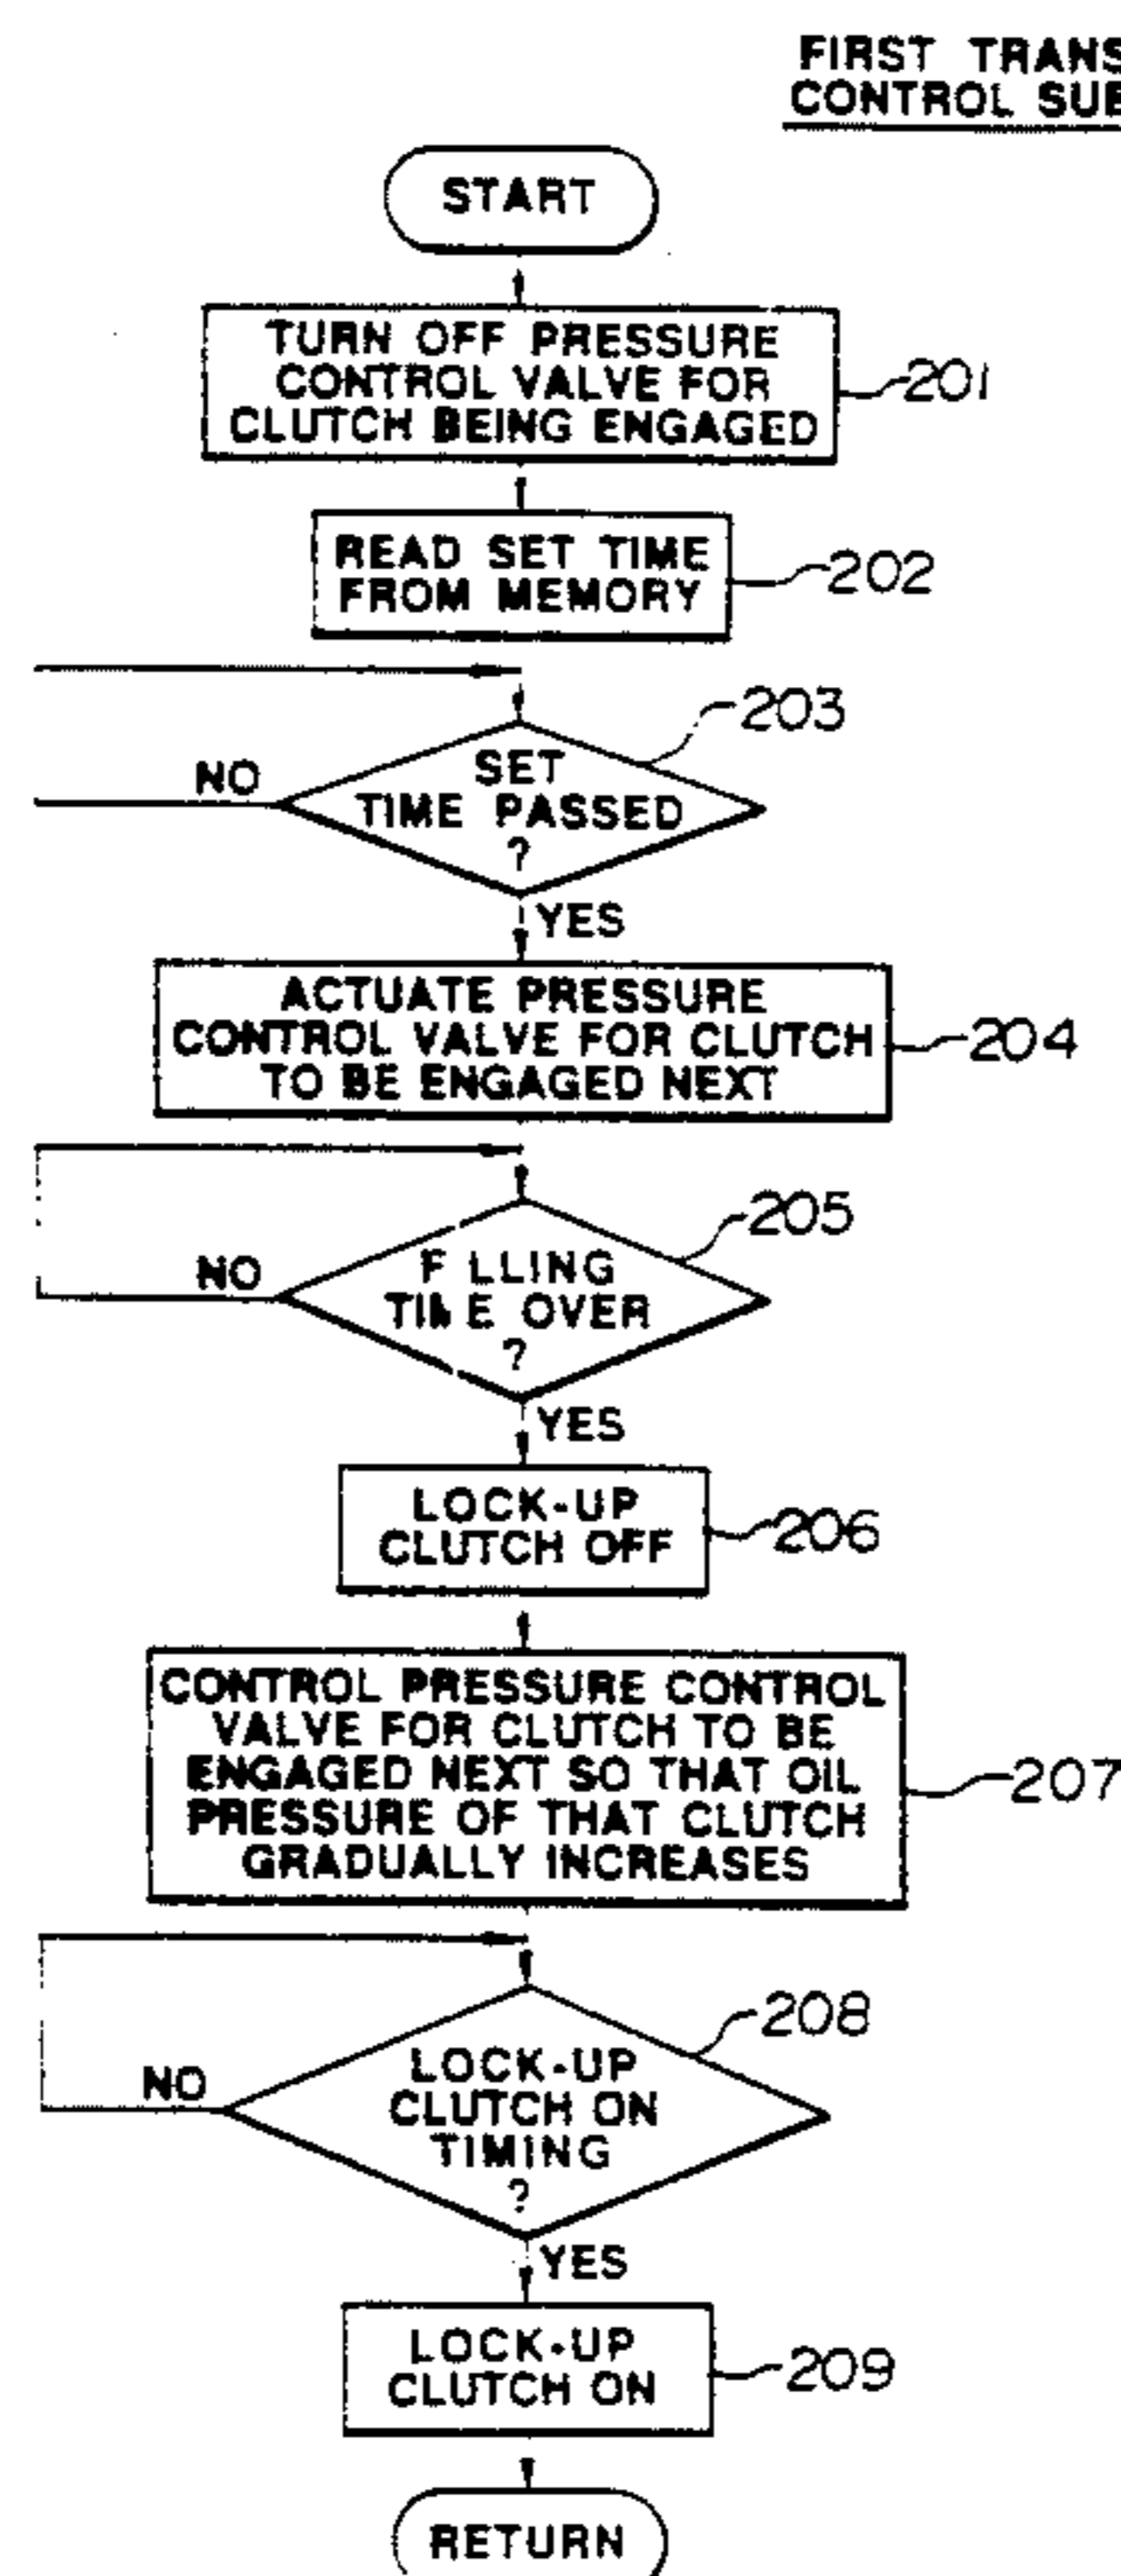 FIRST TRANS
CONTROL SUB
START
TURN OFF PRESSURE
CONTROL VALVE FOR
CLUTCH BEING ENGAGED
201
READ SET TIME
FROM MEMORY
202
203
NO
SET
TIME PASSED
?
YES
ACTUATE PRESSURE
CONTROL VALVE FOR CLUTCH
TO BE ENGAGED NEXT
204
205
NO
FILLING
TIME OVER
?
YES
LOCK-UP
CLUTCH OFF
206
CONTROL PRESSURE CONTROL
VALVE FOR CLUTCH TO BE
ENGAGED NEXT SO THAT OIL
PRESSURE OF THAT CLUTCH
GRADUALLY INCREASES
207
208
NO
LOCK-UP
CLUTCH ON
TIMING
?
YES
LOCK-UP
CLUTCH ON
209
RETURN